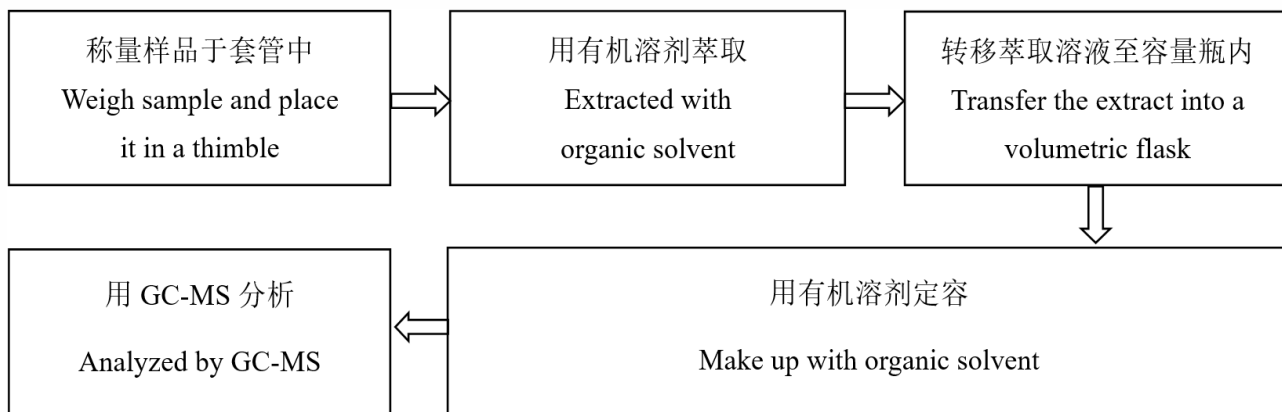 称量样品于套管中
Weigh sample and place
it in a thimble
用有机溶剂萃取
Extracted with
organic solvent
转移萃取溶液至容量瓶内
Transfer the extract into a
volumetric flask
用有机溶剂定容
Make up with organic solvent
用 GC-MS 分析
Analyzed by GC-MS